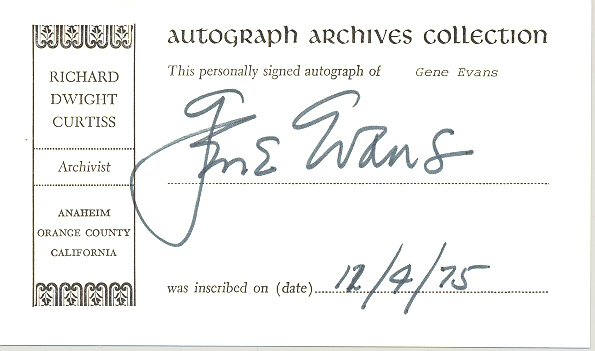 RICHARD
DWIGHT
CURTISS
Archivist
ANAHEIM
ORANGE COUNTY
CALIFORNIA
AUTOGRAPH ARCHIVES COLLECTION
This personally signed autograph of Gene Evans
Gene Evans
was inscribed on (date) 12/4/75